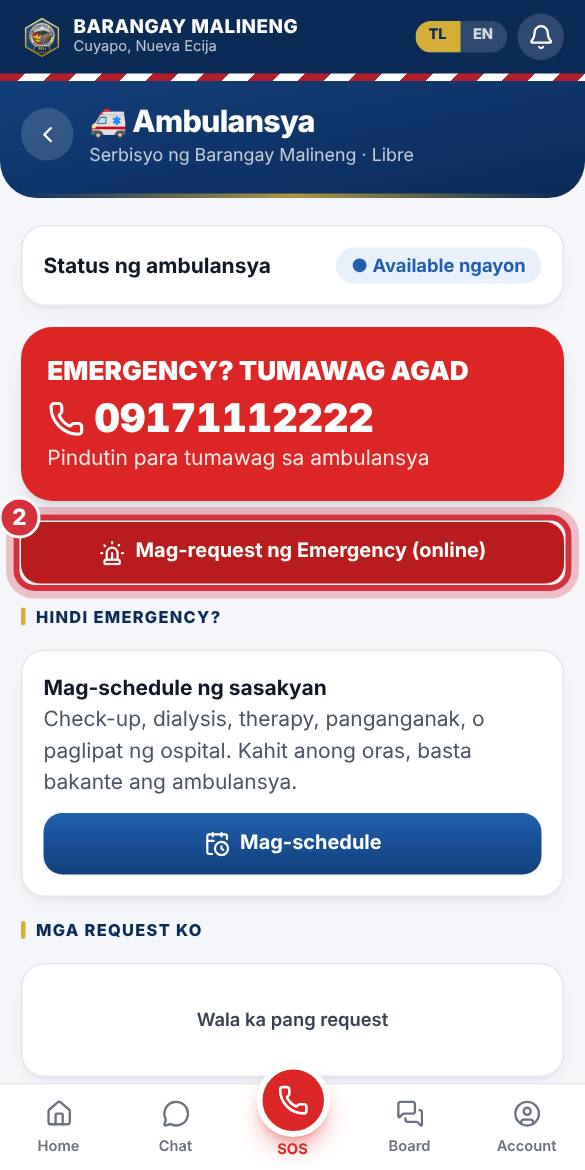 BARANGAY MALINENG
Cuyapo, Nueva Ecija
TL EN
Ambulansya
Serbisyo ng Barangay Malineng · Libre
Status ng ambulansya
Available ngayon
EMERGENCY? TUMAWAG AGAD
09171112222
Pindutin para tumawag sa ambulansya
2
Mag-request ng Emergency (online)
HINDI EMERGENCY?
Mag-schedule ng sasakyan
Check-up, dialysis, therapy, panganganak, o
paglipat ng ospital. Kahit anong oras, basta
bakante ang ambulansya.
Mag-schedule
MGA REQUEST KO
Wala ka pang request
Home Chat SOS Board Account